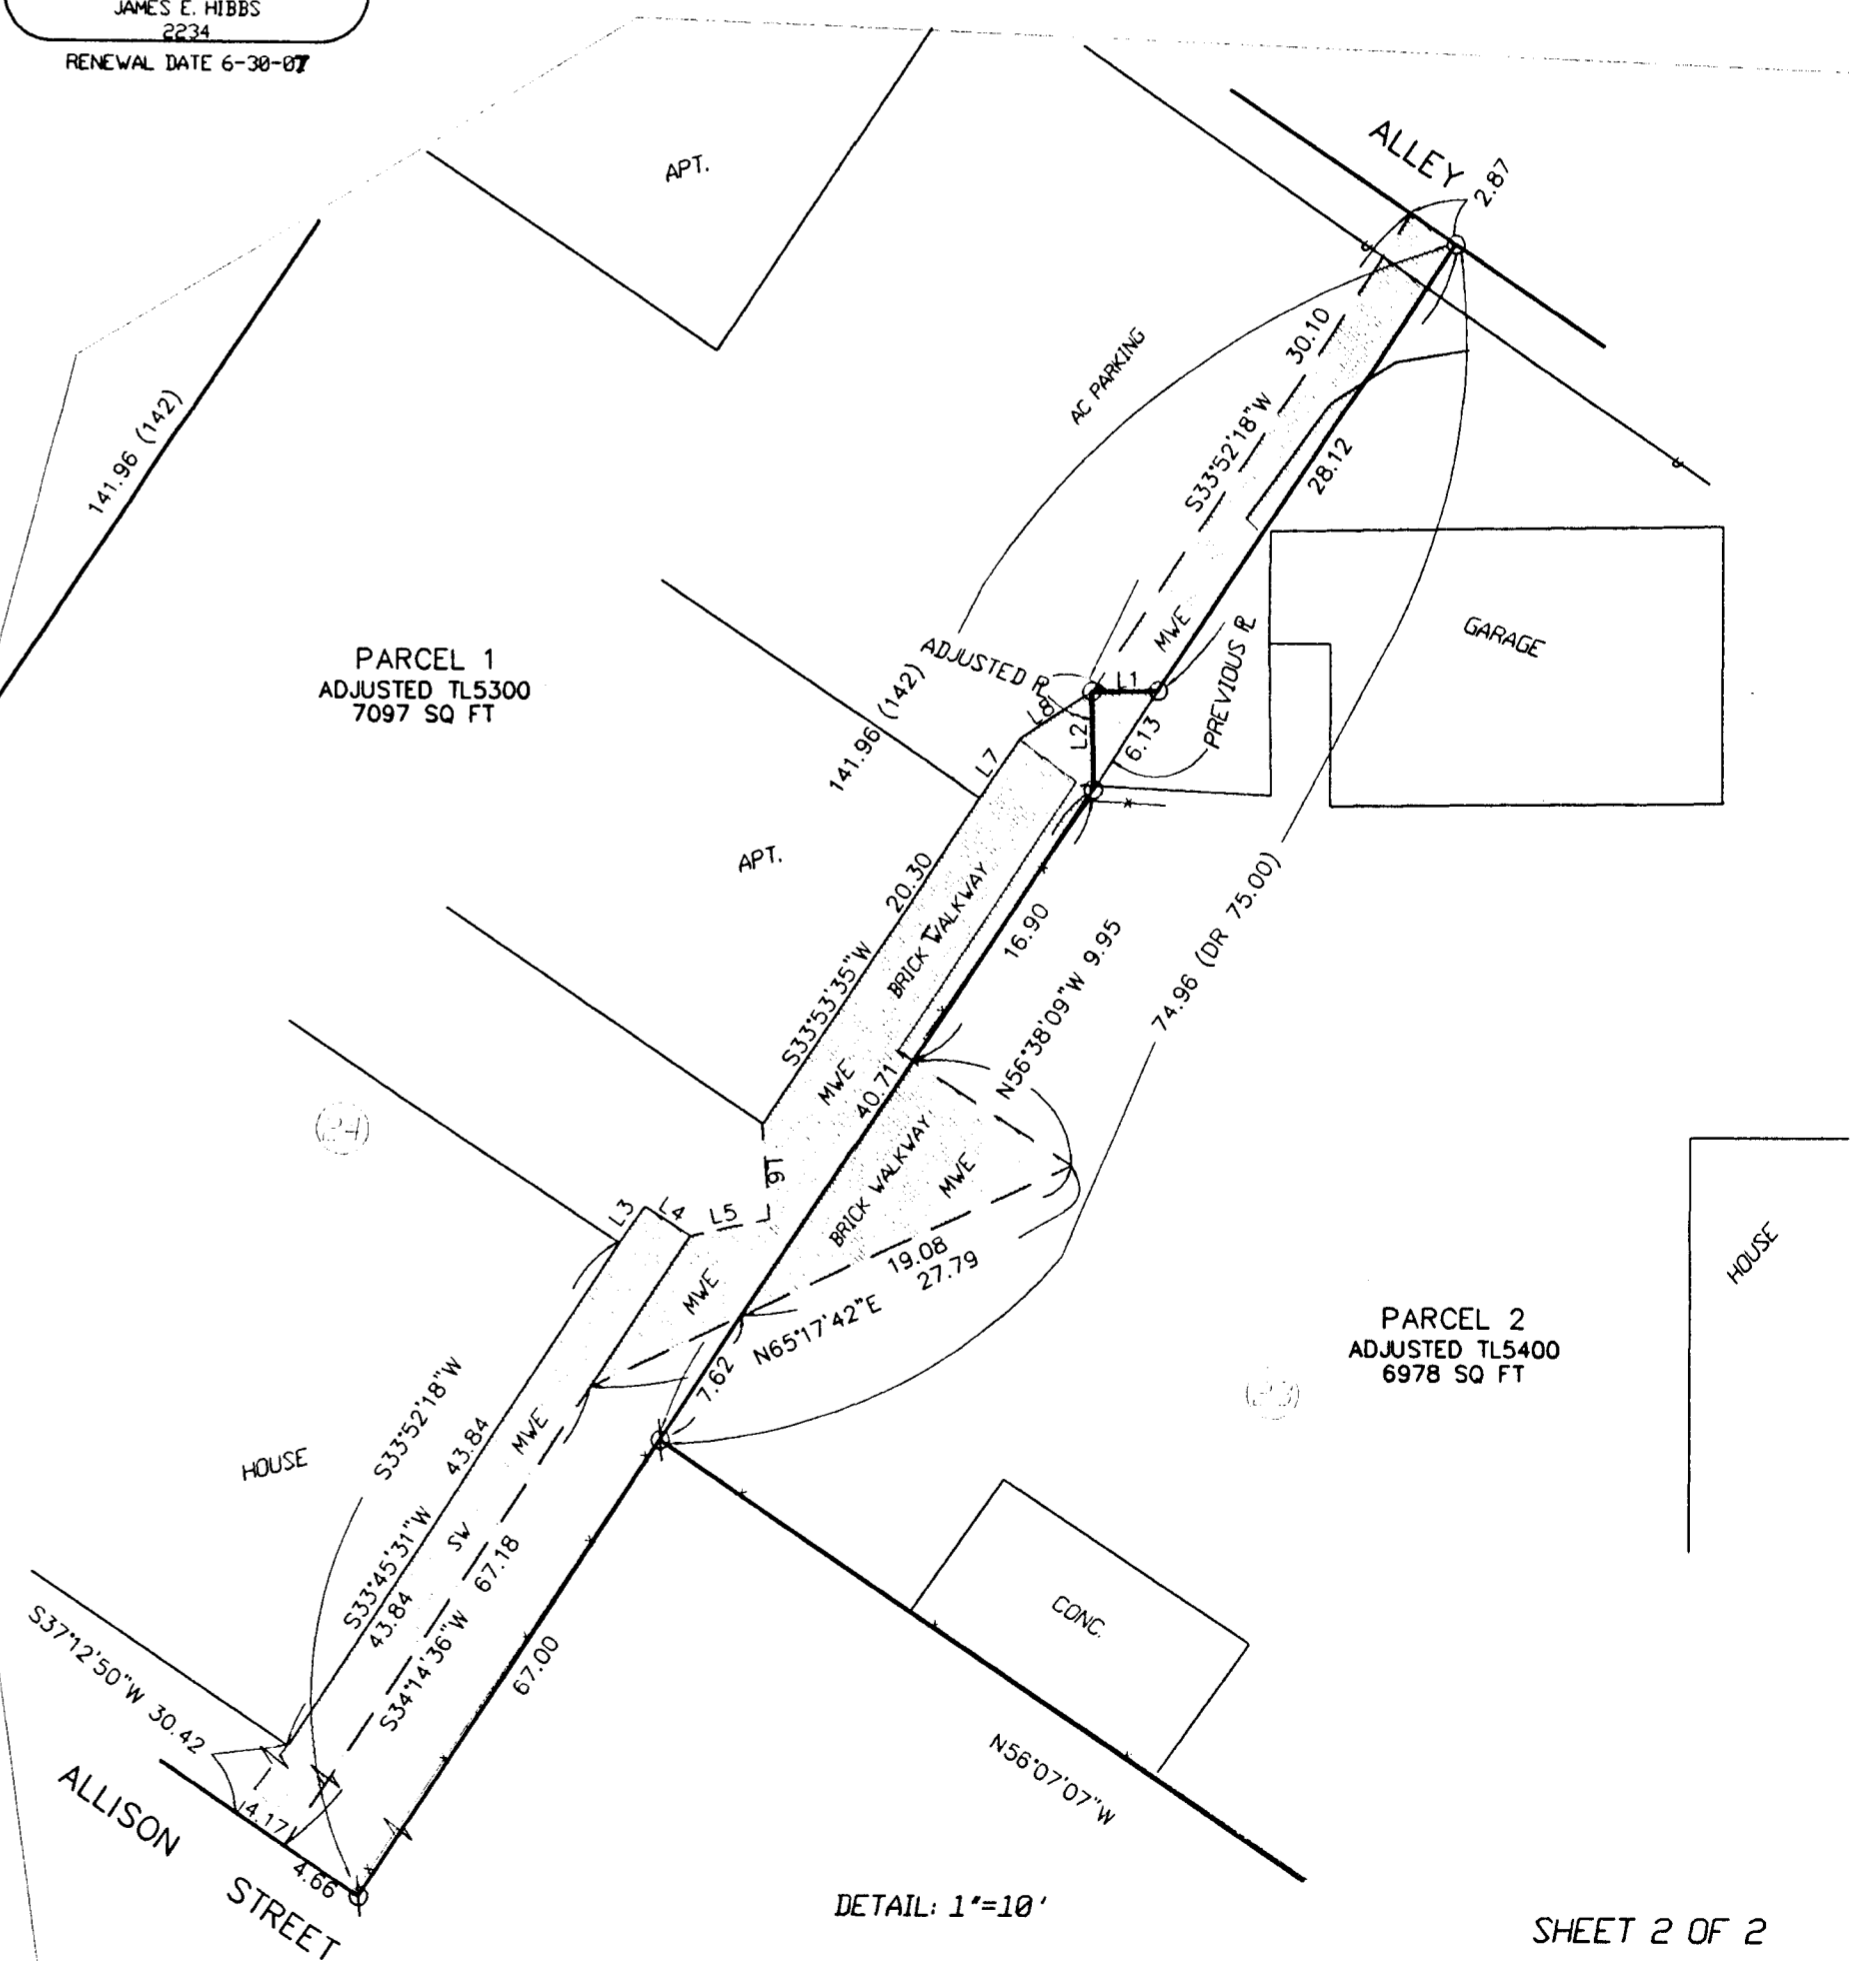 JAMES E. HIBBS
2234
RENEWAL DATE 6-30-07
ALLEY
2.87
APT.
30.10
S33°52'18"W
AC PARKING
28.12
141.96 (142)
MWE
GARAGE
PREVIOUS PL
ADJUSTED PL
L1
L8
L2
6.13
PARCEL 1
ADJUSTED TL5300
7097 SQ FT
141.96 (142)
L7
APT.
20.30
S33°53'35"W
BRICK WALKWAY
16.90
74.96 (DR 75.00)
N56°38'09"W 9.95
MWE
40.71
24
BRICK WALKWAY
MWE
L6
L3
L4
L5
MWE
19.08
27.79
N65°17'42"E
7.62
HOUSE
PARCEL 2
ADJUSTED TL5400
6978 SQ FT
23
S33°52'18"W
43.84
MWE
HOUSE
S33°45'31"W
43.84
SW
S34°14'36"W 67.18
67.00
CONC.
S37°12'50"W 30.42
N56°07'07"W
4.17
4.66
ALLISON
STREET
DETAIL: 1"=10'
SHEET 2 OF 2